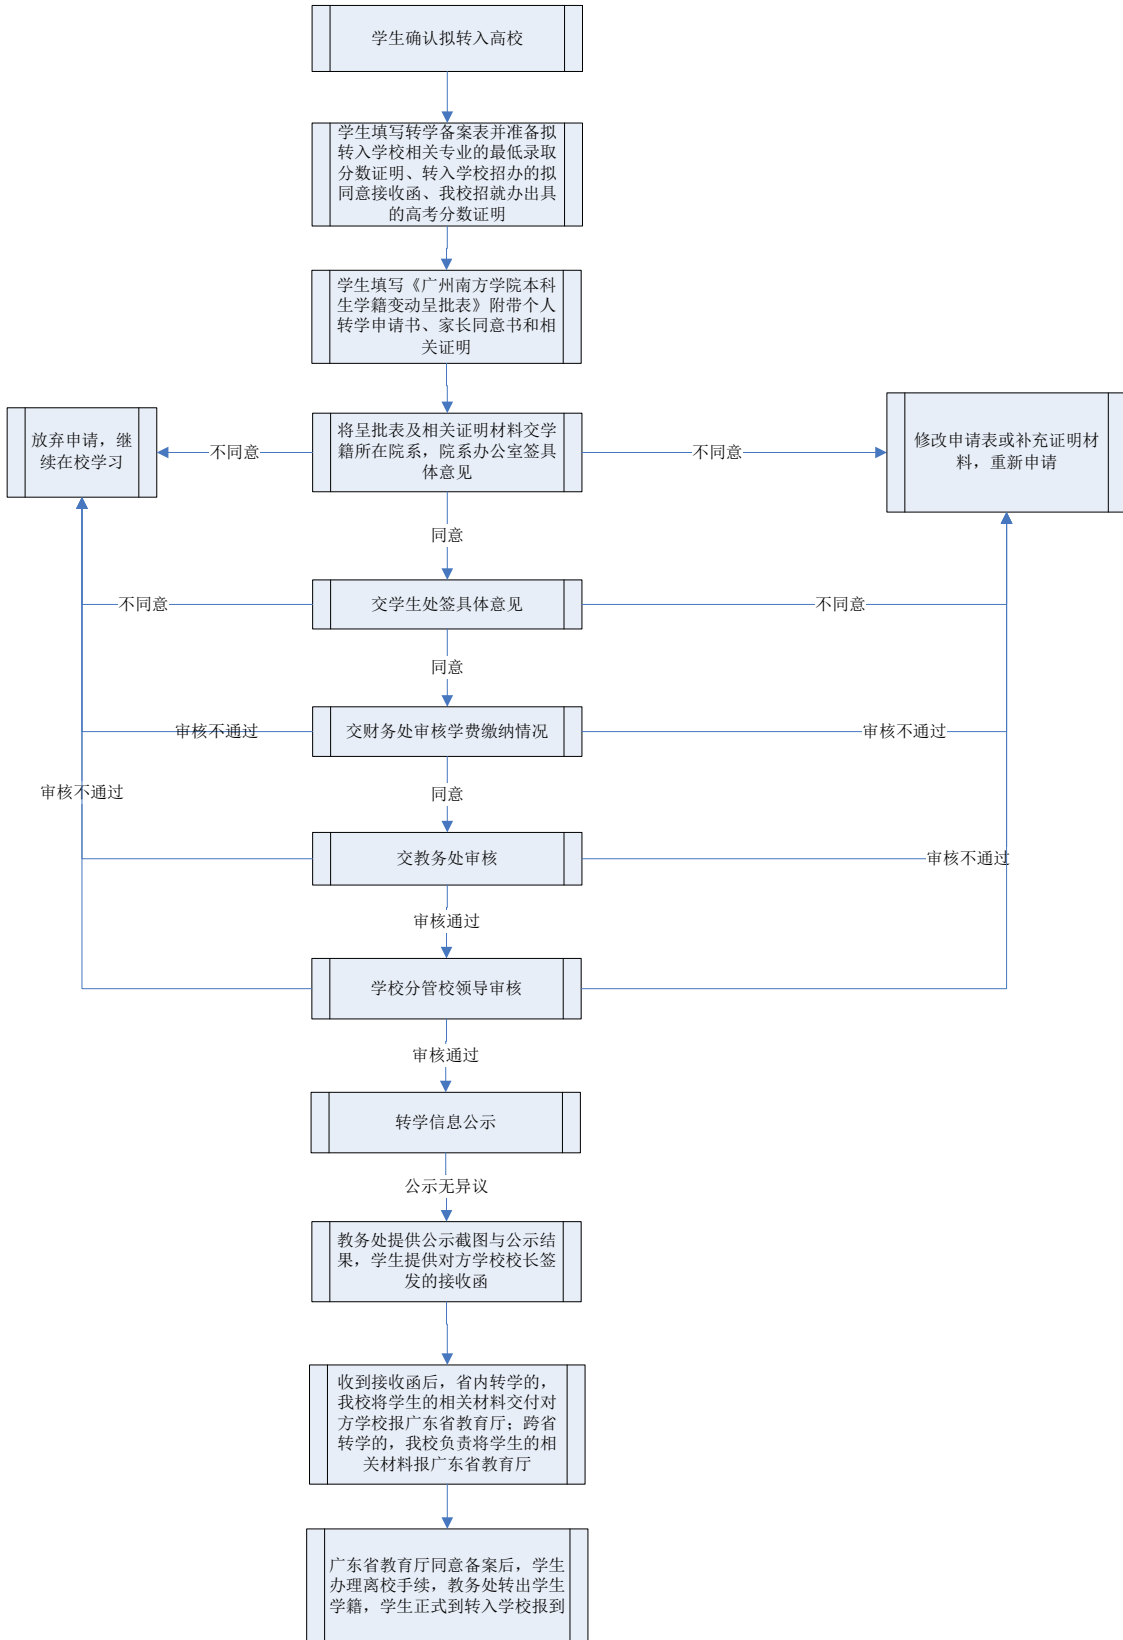 学生确认拟转入高校
学生填写转学备案表并准备拟
转入学校相关专业的最低录取
分数证明、转入学校招办的拟
同意接收函、我校招就办出具
的高考分数证明
学生填写《广州南方学院本科
生学籍变动呈批表》附带个人
转学申请书、家长同意书和相
关证明
放弃申请，继
续在校学习
不同意
将呈批表及相关证明材料交学
籍所在院系，院系办公室签具
体意见
不同意
修改申请表或补充证明材
料，重新申请
同意
不同意
交学生处签具体意见
不同意
同意
审核不通过
交财务处审核学费缴纳情况
审核不通过
审核不通过
同意
交教务处审核
审核不通过
审核通过
学校分管校领导审核
审核通过
转学信息公示
公示无异议
教务处提供公示截图与公示结
果，学生提供对方学校校长签
发的接收函
收到接收函后，省内转学的，
我校将学生的相关材料交付对
方学校报广东省教育厅；跨省
转学的，我校负责将学生的相
关材料报广东省教育厅
广东省教育厅同意备案后，学生
办理离校手续，教务处转出学生
学籍，学生正式到转入学校报到